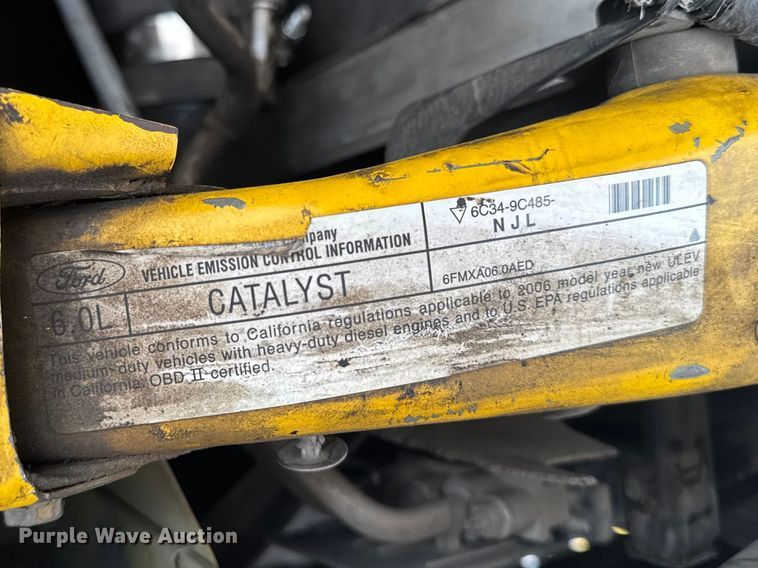 Ford
mpany
VEHICLE EMISSION CONTROL INFORMATION
6C34-9C485-
NJL
6.0L
CATALYST
6FMXA06.0AED
This vehicle conforms to California regulations applicable to 2006 model year new ULEV
medium-duty vehicles with heavy-duty diesel engines and to U.S. EPA regulations applicable
in California. OBD II-certified.
Purple Wave Auction®